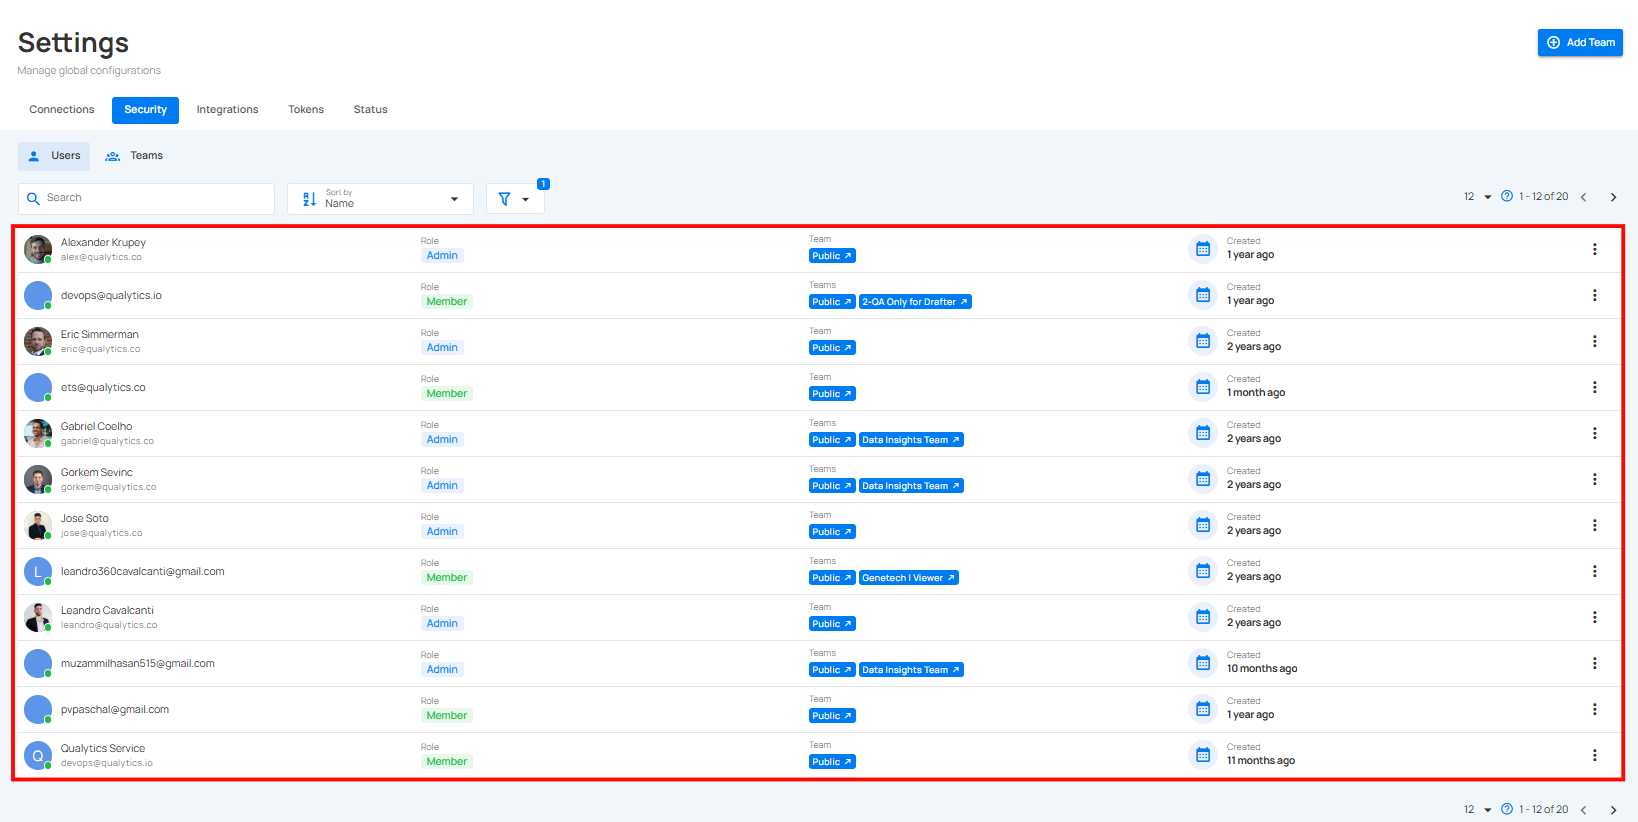 Settings
Add Team
Manage global configurations
Connections Security Integrations Tokens Status
Users Teams
Search
Sort by
Name
1
12 1 - 12 of 20
Alexander Krupey
alex@qualytics.co
Role
Admin
Team
Public
Created
1 year ago
devops@qualytics.io
Role
Member
Teams
Public 2-QA Only for Drafter
Created
1 year ago
Eric Simmerman
eric@qualytics.co
Role
Admin
Team
Public
Created
2 years ago
ets@qualytics.co
Role
Member
Team
Public
Created
1 month ago
Gabriel Coelho
gabriel@qualytics.co
Role
Admin
Teams
Public Data Insights Team
Created
2 years ago
Gorkem Sevinc
gorkem@qualytics.co
Role
Admin
Teams
Public Data Insights Team
Created
2 years ago
Jose Soto
jose@qualytics.co
Role
Admin
Team
Public
Created
2 years ago
L
leandro360cavalcanti@gmail.com
Role
Member
Teams
Public Genetech | Viewer
Created
2 years ago
Leandro Cavalcanti
leandro@qualytics.co
Role
Admin
Team
Public
Created
2 years ago
muzammilhasan515@gmail.com
Role
Admin
Teams
Public Data Insights Team
Created
10 months ago
pvpaschal@gmail.com
Role
Member
Team
Public
Created
1 year ago
Q
Qualytics Service
devops@qualytics.io
Role
Member
Team
Public
Created
11 months ago
12 1 - 12 of 20